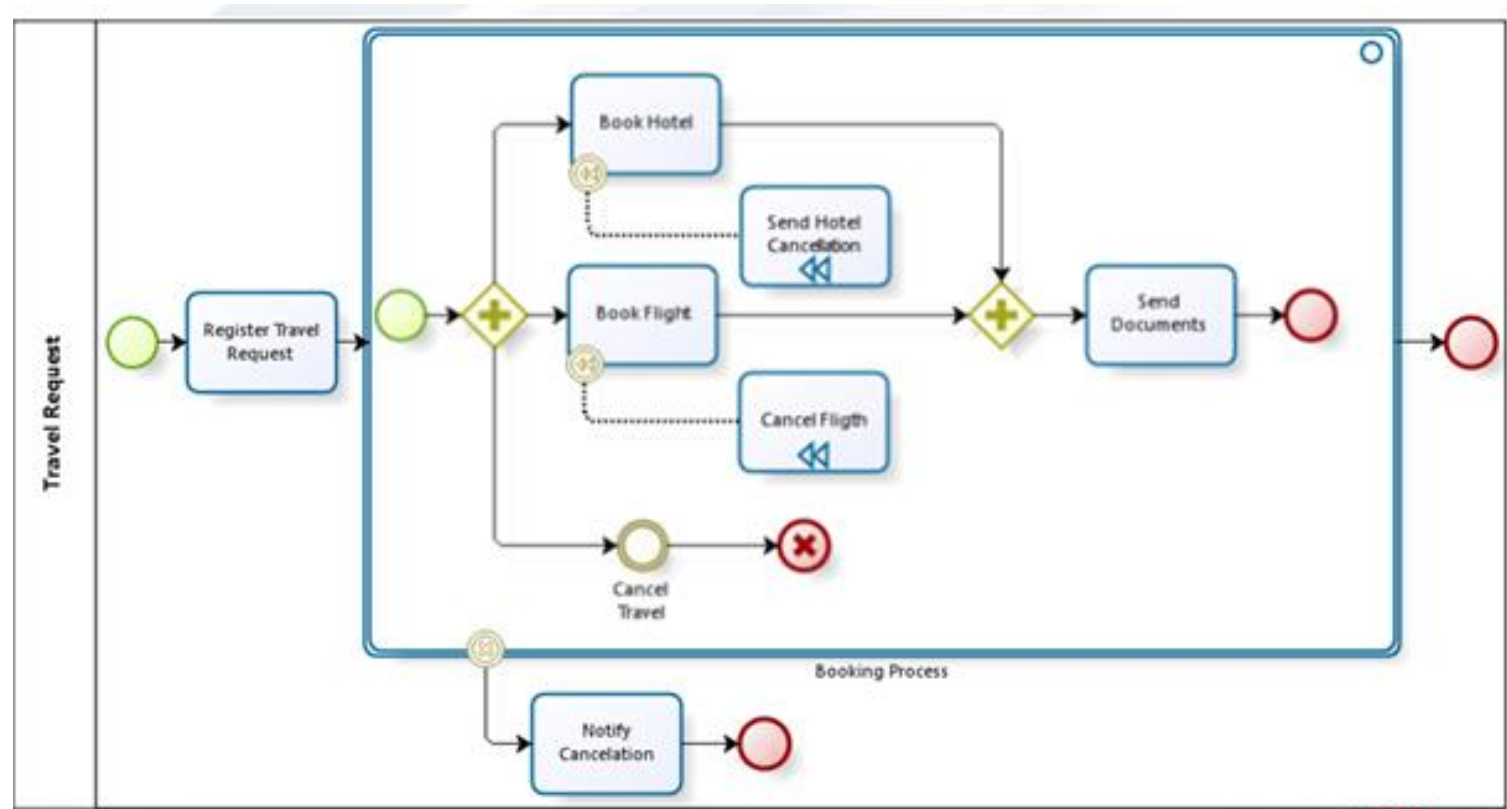 Travel Request
Register Travel
Request
Book Hotel
Send Hotel
Cancellation
Book Flight
Cancel Fligth
Send
Documents
Cancel
Travel
Booking Process
Notify
Cancelation